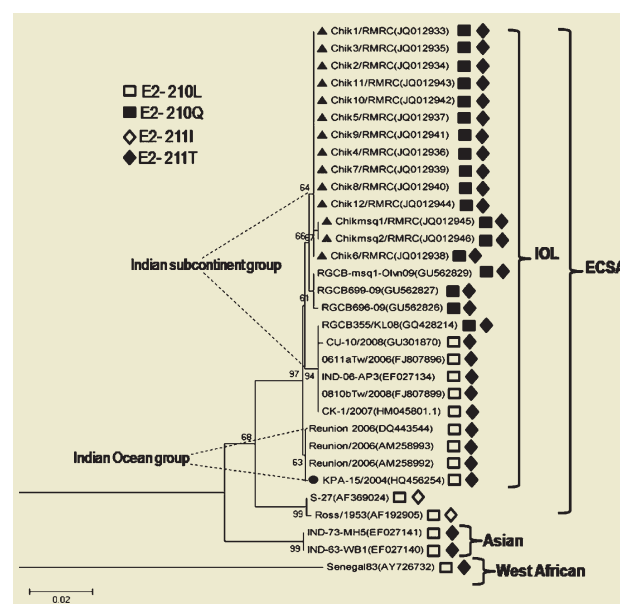 Chik1/RMRC(JQ012933)
Chik3/RMRC(JQ012935)
Chik2/RMRC(JQ012934)
Chik11/RMRC(JQ012943)
Chik10/RMRC(JQ012942)
Chik5/RMRC(JQ012937)
Chik9/RMRC(JQ012941)
Chik4/RMRC(JQ012936)
Chik7/RMRC(JQ012939)
Chik8/RMRC(JQ012940)
Chik12/RMRC(JQ012944)
Chikmsq1/RMRC(JQ012945)
Chikmsq2/RMRC(JQ012946)
Chik6/RMRC(JQ012938)
RGCB-msq1-Olvn09(GU562829)
RGCB699-09(GU562827)
RGCB696-09(GU562826)
RGCB355/KL08(GQ428214)
CU-10/2008(GU301870)
0611aTw/2006(FJ807896)
IND-06-AP3(EF027134)
0810bTw/2008(FJ807899)
CK-1/2007(HM045801.1)
Reunion 2006(DQ443544)
Reunion/2006(AM258993)
Reunion/2006(AM258992)
KPA-15/2004(HQ456254)
S-27(AF369024)
Ross/1953(AF192905)
IND-73-MH5(EF027141)
IND-63-WB1(EF027140)
Senegal83(AY726732)
E2-210L
E2-210Q
E2-211I
E2-211T
Indian subcontinent group
Indian Ocean group
IOL
ECSA
Asian
West African
64
66
61
97
94
68
63
99
99
0.02